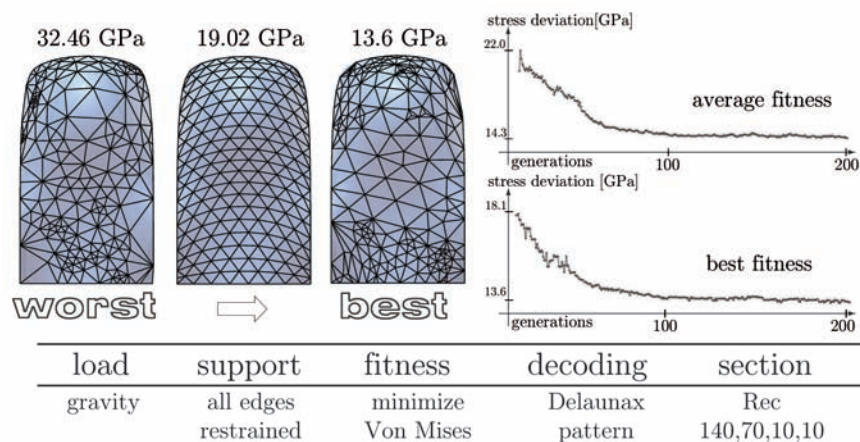 32.46 GPa 19.02 GPa 13.6 GPa
worst best
stress deviation[GPa]
22.0
average fitness
14.3
generations 100 200
stress deviation [GPa]
18.1
best fitness
13.6
generations 100 200
load support fitness decoding section
gravity all edges minimize Delaunax Rec
restrained Von Mises pattern 140,70,10,10